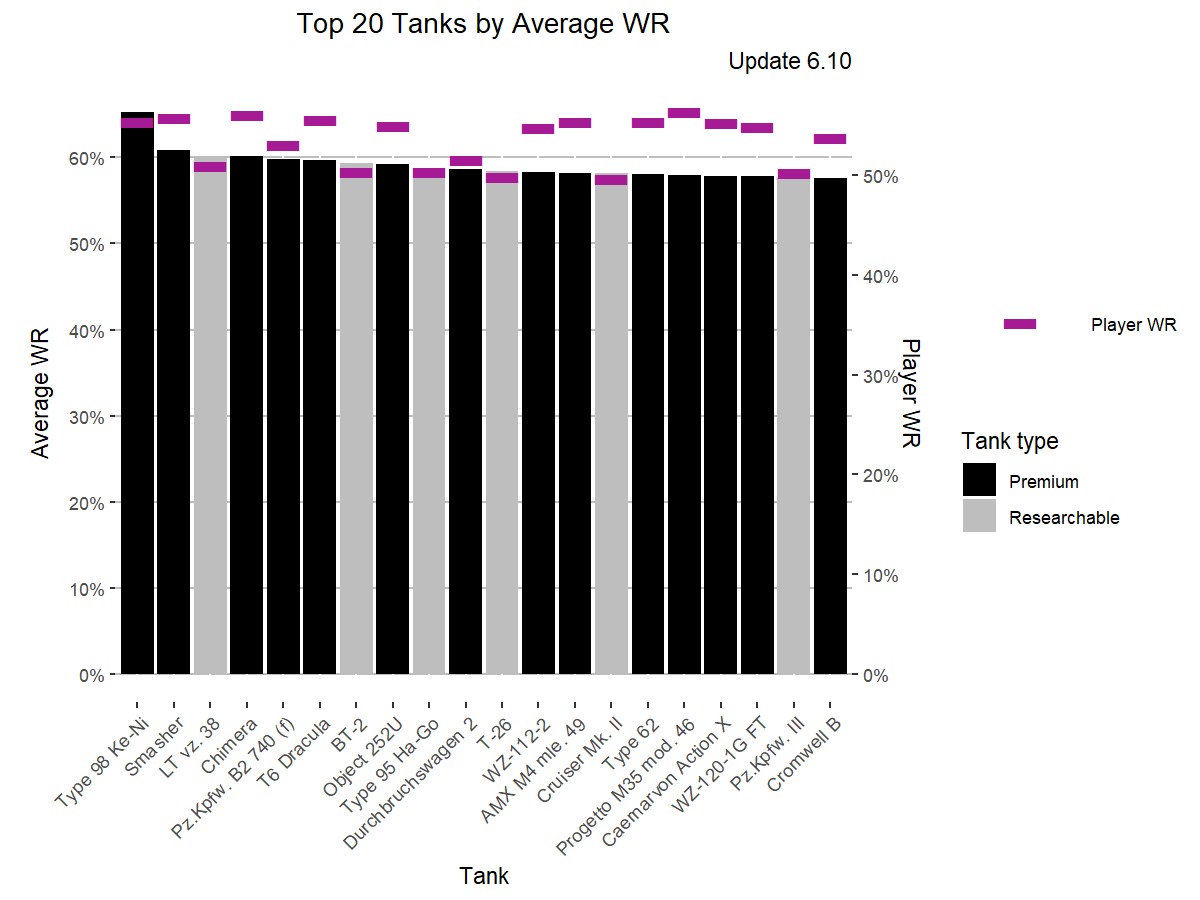 Top 20 Tanks by Average WR
Update 6.10
60%
50%
40%
30%
20%
10%
0%
Average WR
50%
40%
30%
20%
10%
0%
Player WR
Type 98 Ke-Ni
Smasher
LT vz. 38
Chimera
Pz.Kpfw. B2 740 (f)
T6 Dracula
BT-2
Object 252U
Type 95 Ha-Go
Durchbruchswagen 2
T-26
WZ-112-2
AMX M4 mle. 49
Cruiser Mk. II
Type 62
Progetto M35 mod. 46
Caernarvon Action X
WZ-120-1G FT
Pz.Kpfw. III
Cromwell B
Tank
Player WR
Tank type
Premium
Researchable